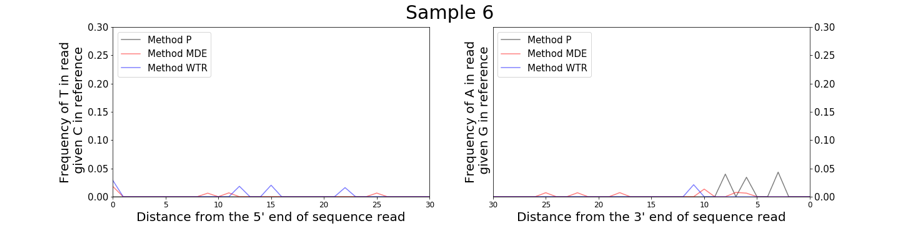 Sample 6
Frequency of T in read
given C in reference
0.30
0.25
0.20
0.15
0.10
0.05
0.00
Method P
Method MDE
Method WTR
0
5
10
15
20
25
30
Distance from the 5' end of sequence read
Frequency of A in read
given G in reference
Method P
Method MDE
Method WTR
0.30
0.25
0.20
0.15
0.10
0.05
0.00
30
25
20
15
10
5
0
Distance from the 3' end of sequence read